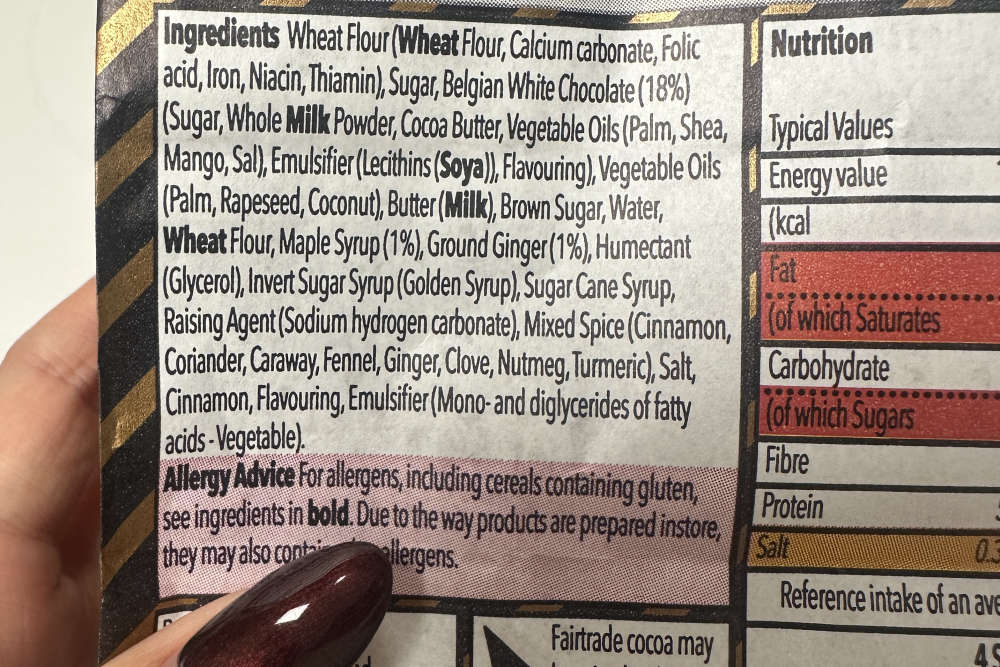 Ingredients Wheat Flour (Wheat Flour, Calcium carbonate, Folic
acid, Iron, Niacin, Thiamin), Sugar, Belgian White Chocolate (18%)
(Sugar, Whole Milk Powder, Cocoa Butter, Vegetable Oils (Palm, Shea,
Mango, Sal), Emulsifier (Lecithins (Soya)), Flavouring), Vegetable Oils
(Palm, Rapeseed, Coconut), Butter (Milk), Brown Sugar, Water,
Wheat Flour, Maple Syrup (1%), Ground Ginger (1%), Humectant
(Glycerol), Invert Sugar Syrup (Golden Syrup), Sugar Cane Syrup,
Raising Agent (Sodium hydrogen carbonate), Mixed Spice (Cinnamon,
Coriander, Caraway, Fennel, Ginger, Clove, Nutmeg, Turmeric), Salt,
Cinnamon, Flavouring, Emulsifier (Mono- and diglycerides of fatty
acids - Vegetable).
Allergy Advice For allergens, including cereals containing gluten,
see ingredients in bold. Due to the way products are prepared instore,
they may also allergens.
Fairtrade cocoa may
Nutrition
Typical Values
Energy value
(kcal
Fat
(of which Saturates
Carbohydrate
(of which Sugars
Fibre
Protein
Salt 0.3
Reference intake of an